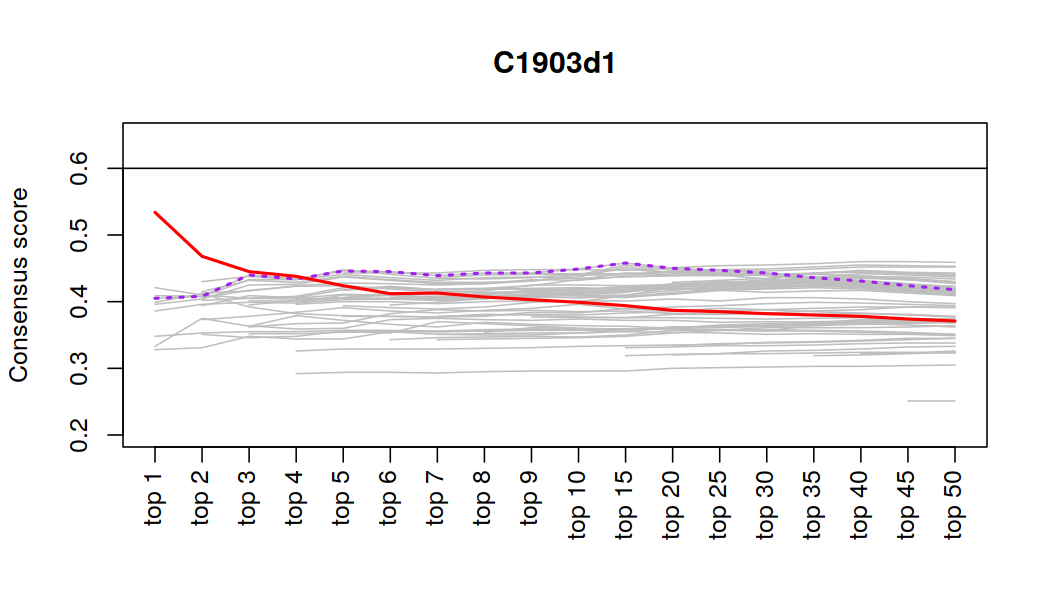 C1903d1
Consensus score
0.6
0.5
0.4
0.3
0.2
top 1
top 2
top 3
top 4
top 5
top 6
top 7
top 8
top 9
top 10
top 15
top 20
top 25
top 30
top 35
top 40
top 45
top 50